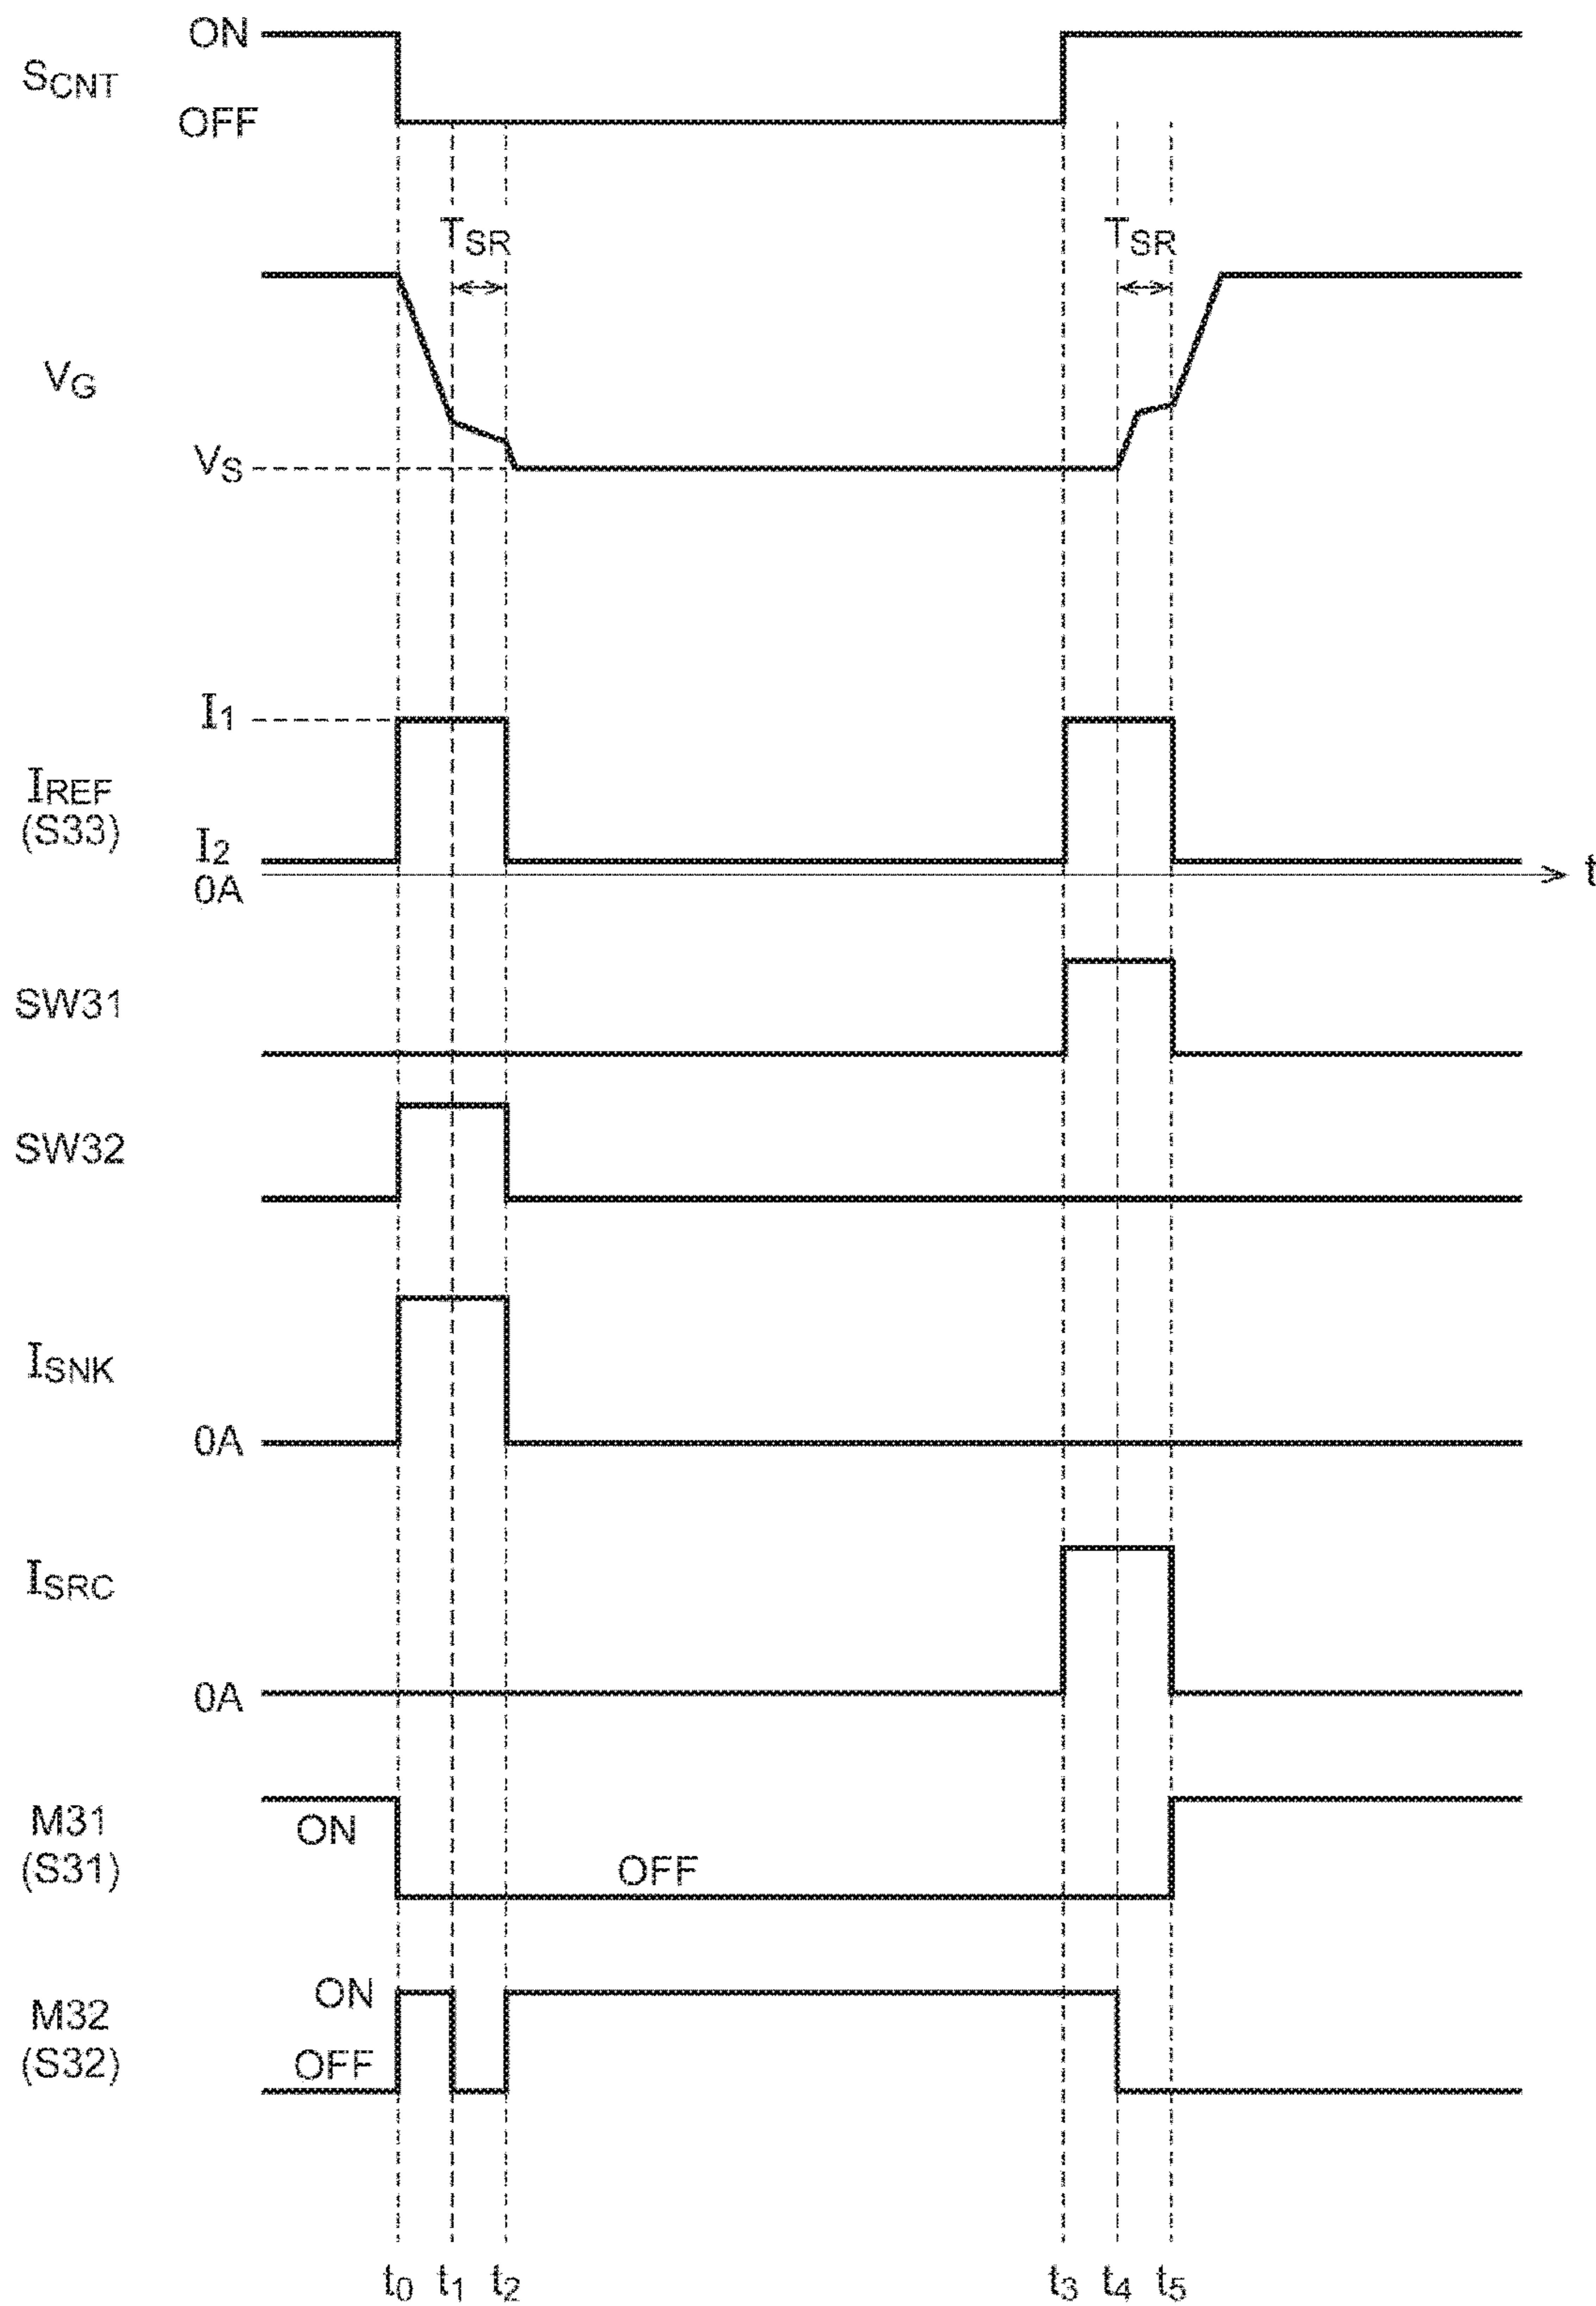 ON
SCNT
OFF
TSR TSR
VG
VS
I1
IREF
(S33)
I2
0A
t
SW31
SW32
ISNK
0A
ISRC
0A
M31
(S31)
ON
OFF
M32
(S32)
ON
OFF
t0 t1 t2 t3 t4 t5